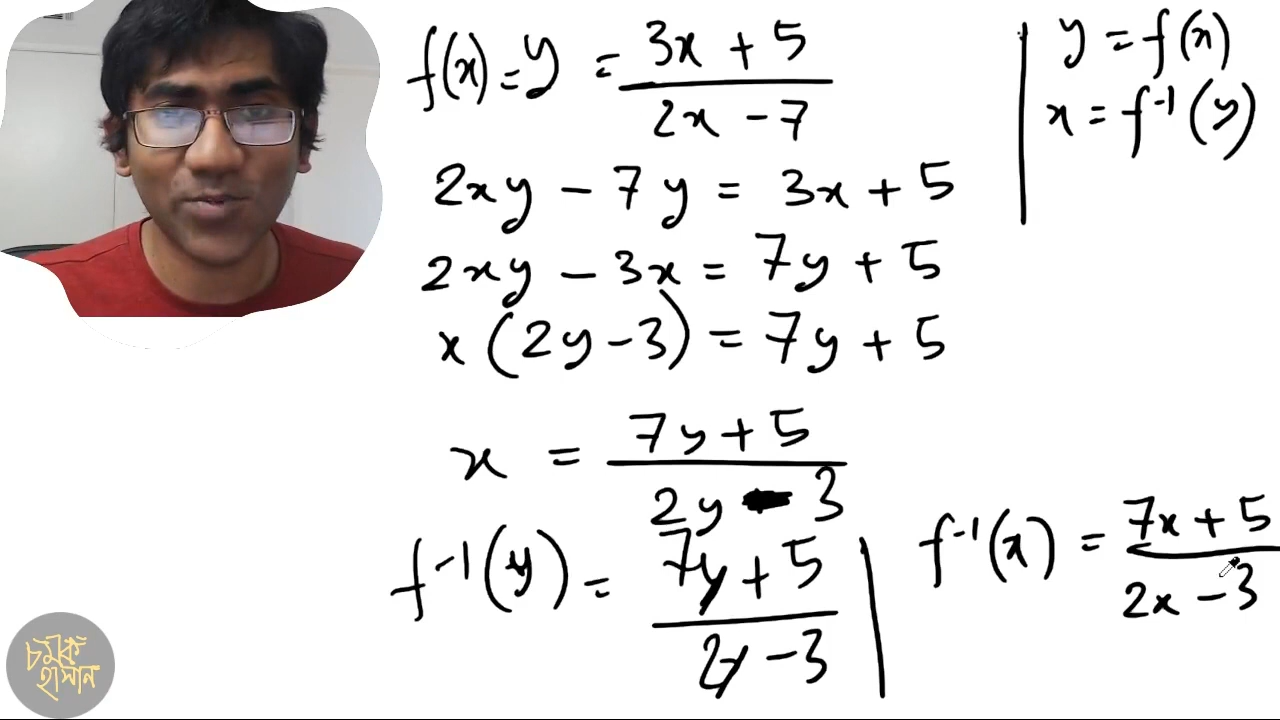 f(x) = y = (3x + 5) / (2x - 7)
2xy - 7y = 3x + 5
2xy - 3x = 7y + 5
x (2y - 3) = 7y + 5
x = (7y + 5) / (2y - 3)
f⁻¹(y) = (7y + 5) / (2y - 3)
y = f(x)
x = f⁻¹(y)
f⁻¹(x) = (7x + 5) / (2x - 3)
চমক
হাসান